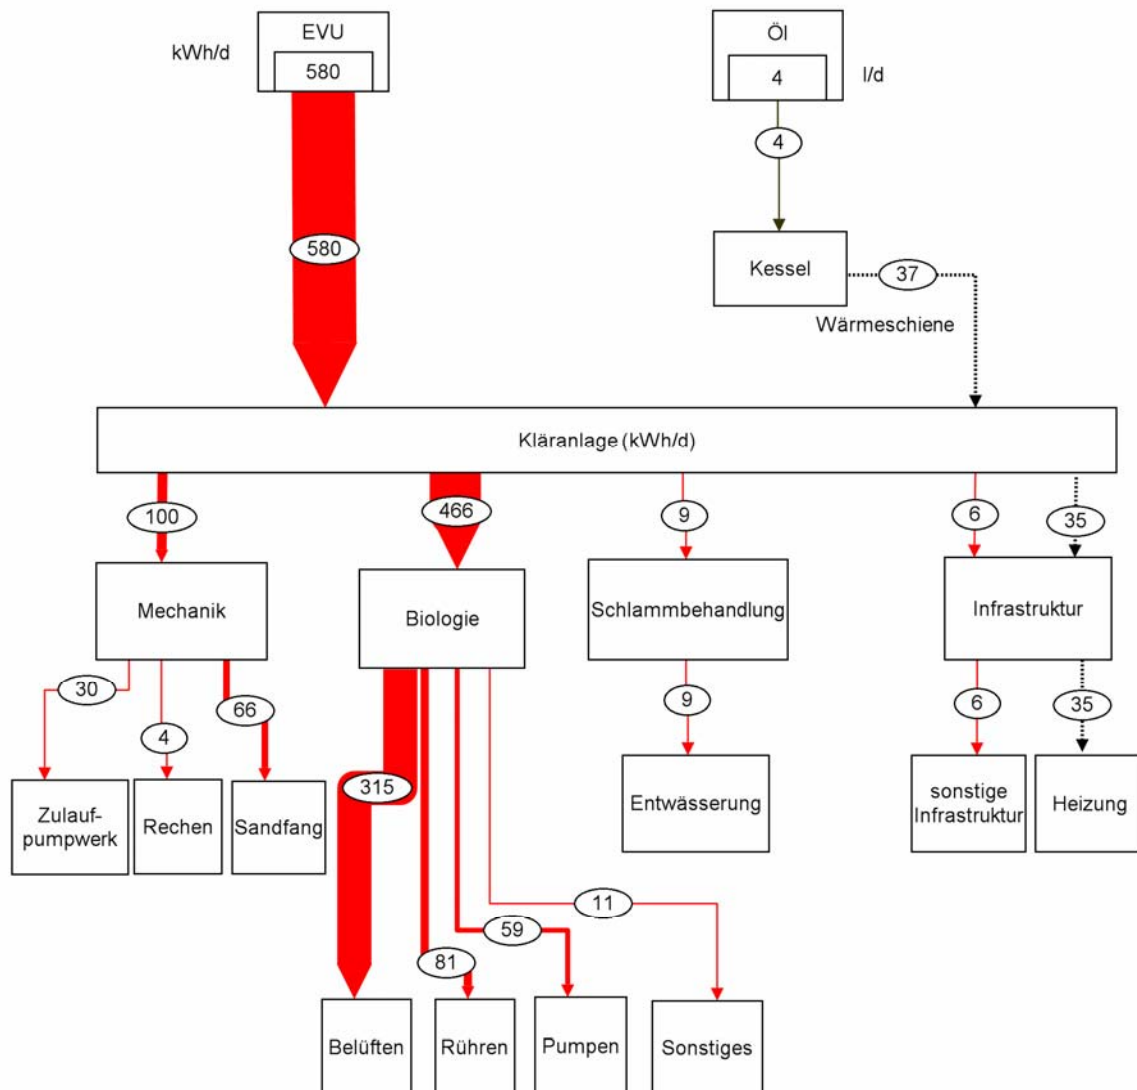 EVU
kWh/d
580
Öl
4
l/d
4
580
Kessel
37
Wärmeschiene
Kläranlage (kWh/d)
100
466
9
6
35
Mechanik
Biologie
Schlammbehandlung
Infrastruktur
30
4
66
9
6
35
315
Zulauf-
pumpwerk
Rechen
Sandfang
Entwässerung
sonstige
Infrastruktur
Heizung
11
59
81
Belüften
Rühren
Pumpen
Sonstiges